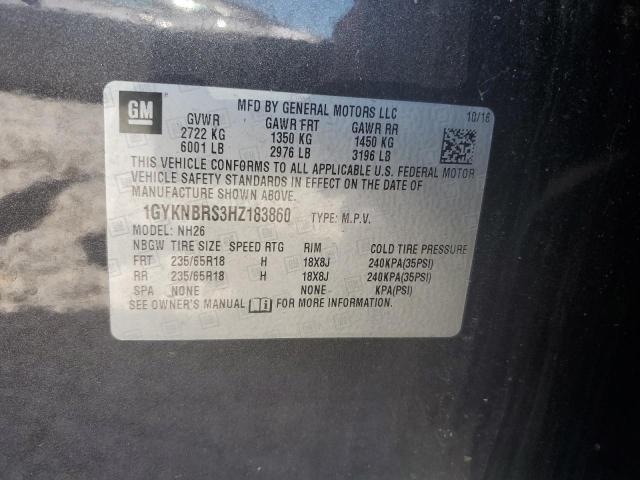 GM
MFD BY GENERAL MOTORS LLC
10/16
GVWR GAWR FRT GAWR RR
2722 KG 1350 KG 1450 KG
6001 LB 2976 LB 3196 LB
THIS VEHICLE CONFORMS TO ALL APPLICABLE U.S. FEDERAL MOTOR
VEHICLE SAFETY STANDARDS IN EFFECT ON THE DATE OF
MANUFACTURE SHOWN ABOVE.
1GYKNBRS3HZ183860 TYPE: M.P.V.
MODEL: NH26
NBGW TIRE SIZE SPEED RTG RIM COLD TIRE PRESSURE
FRT 235/65R18 H 18X8J 240KPA(35PSI)
RR 235/65R18 H 18X8J 240KPA(35PSI)
SPA NONE NONE KPA(PSI)
SEE OWNER'S MANUAL FOR MORE INFORMATION.